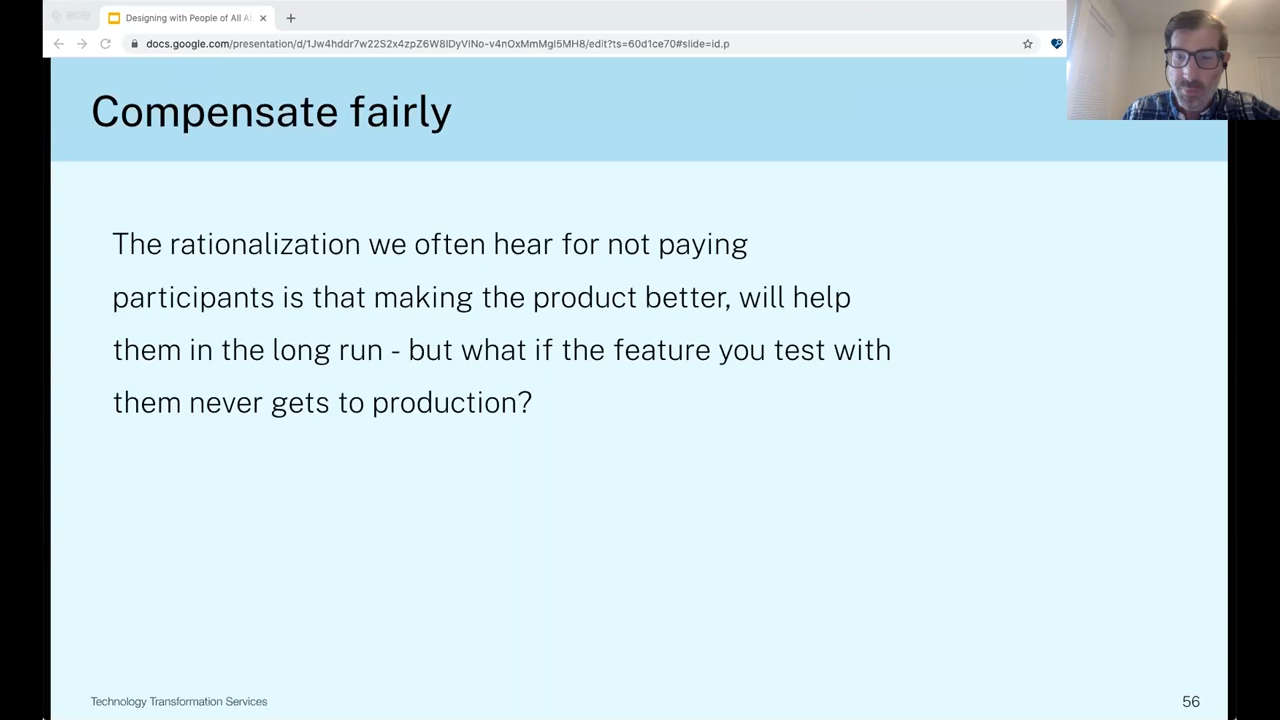 Designing with People of All A
docs.google.com/presentation/d/1Jw4hddr7w22S2x4zpZ6W8lDyVlNo-v4nOxMmMgl5MH8/edit?ts=60d1ce70#slide=id.p
Compensate fairly
The rationalization we often hear for not paying
participants is that making the product better, will help
them in the long run - but what if the feature you test with
them never gets to production?
Technology Transformation Services
56